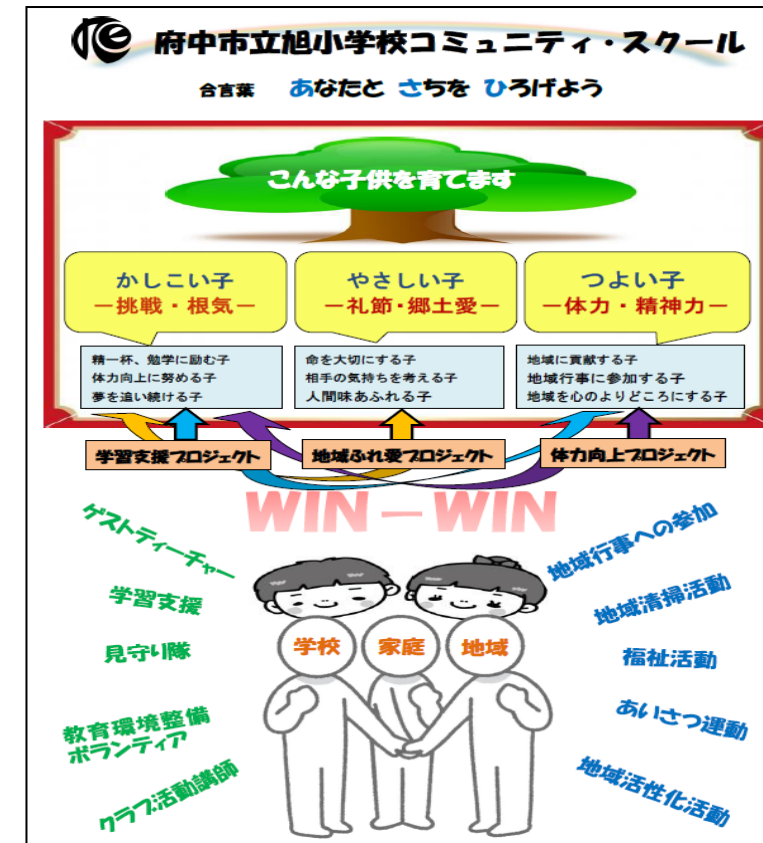 府中市立旭小学校コミュニティ・スクール
合言葉 あなたと さちを ひろげよう
こんな子供を育てます
かしこい子
－挑戦・根気－
精一杯、勉学に励む子
体力向上に努める子
夢を追い続ける子
やさしい子
－礼節・郷土愛－
命を大切にする子
相手の気持ちを考える子
人間味あふれる子
つよい子
－体力・精神力－
地域に貢献する子
地域行事に参加する子
地域を心のよりどころにする子
学習支援プロジェクト
地域ふれ愛プロジェクト
体力向上プロジェクト
WIN－WIN
ゲストティーチャー
学習支援
見守り隊
教育環境整備
ボランティア
クラブ活動講師
学校
家庭
地域
地域行事への参加
地域清掃活動
福祉活動
あいさつ運動
地域活性化活動